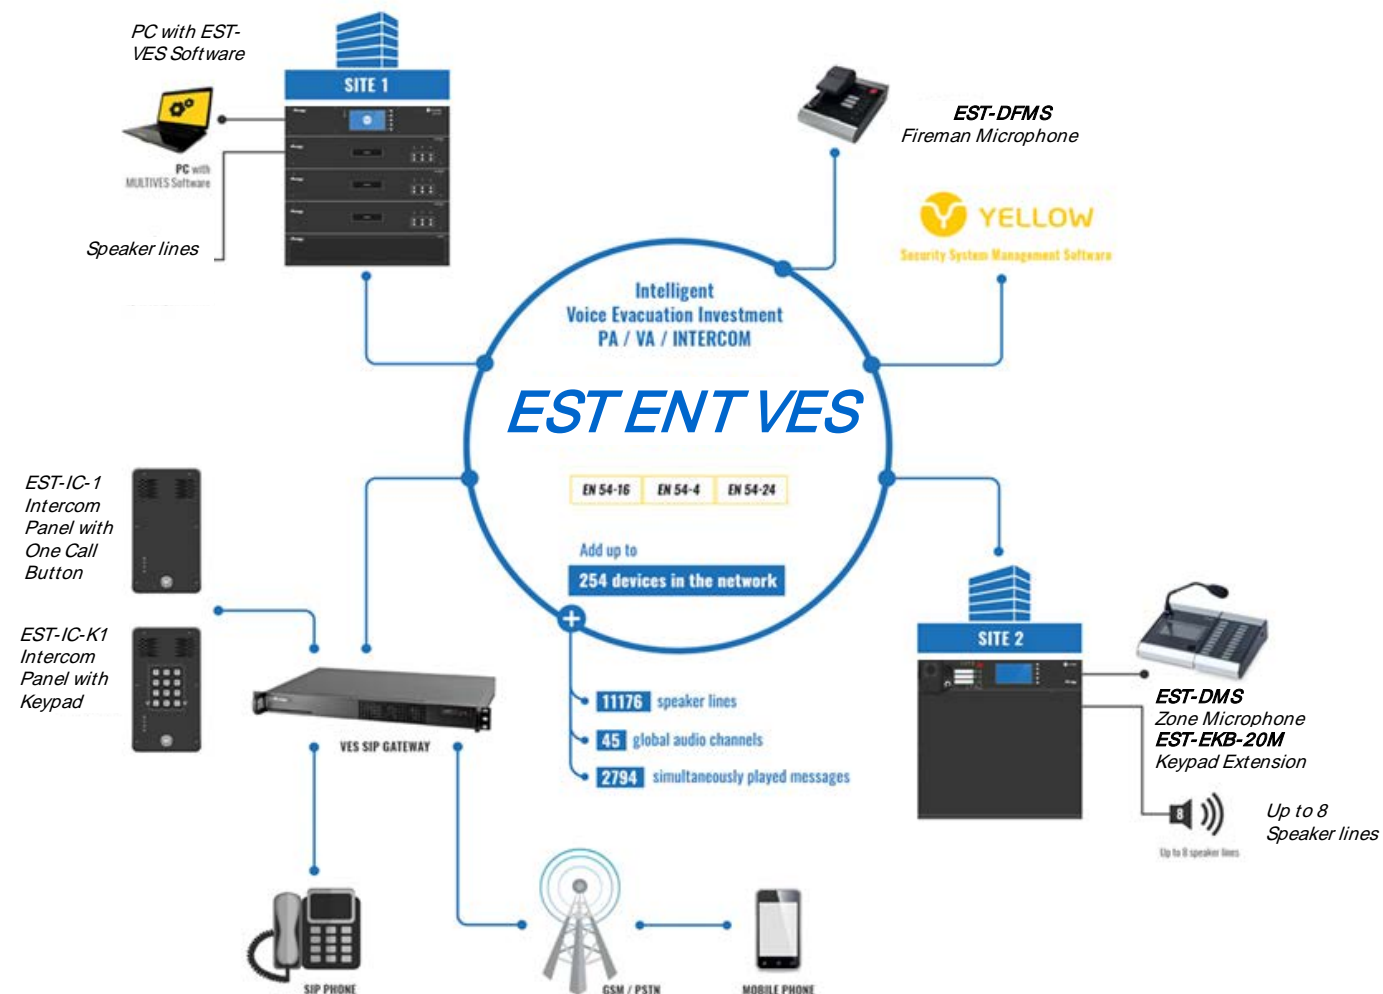 PC with EST-
VES Software
SITE 1
PC with
MULTIVES Software
Speaker lines
EST-DFMS
Fireman Microphone
YELLOW
Security System Management Software
Intelligent
Voice Evacuation Investment
PA / VA / INTERCOM
EST ENT VES
EN 54-16
EN 54-4
EN 54-24
Add up to
254 devices in the network
+
11176 speaker lines
45 global audio channels
2794 simultaneously played messages
EST-IC-1
Intercom
Panel with
One Call
Button
EST-IC-K1
Intercom
Panel with
Keypad
VES SIP GATEWAY
SITE 2
EST-DMS
Zone Microphone
EST-EKB-20M
Keypad Extension
8
Up to 8
Speaker lines
Up to 8 speaker lines
SIP PHONE
GSM / PSTN
MOBILE PHONE